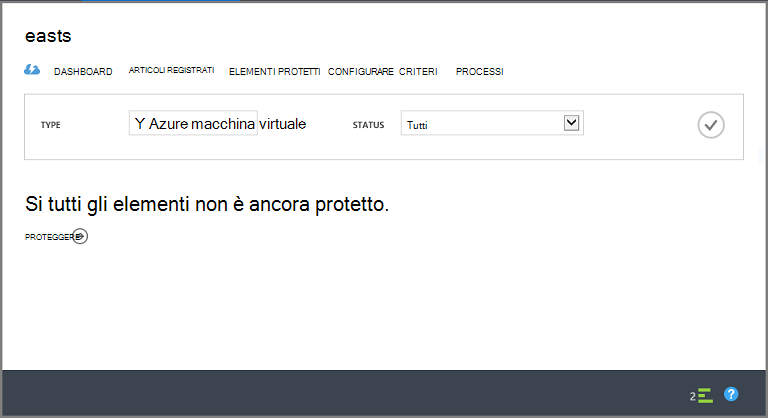 easts
DASHBOARD ARTICOLI REGISTRATI ELEMENTI PROTETTI CONFIGURARE CRITERI PROCESSI
TYPE Y Azure macchina virtuale STATUS Tutti
Si tutti gli elementi non è ancora protetto.
PROTEGGERE
2 ?